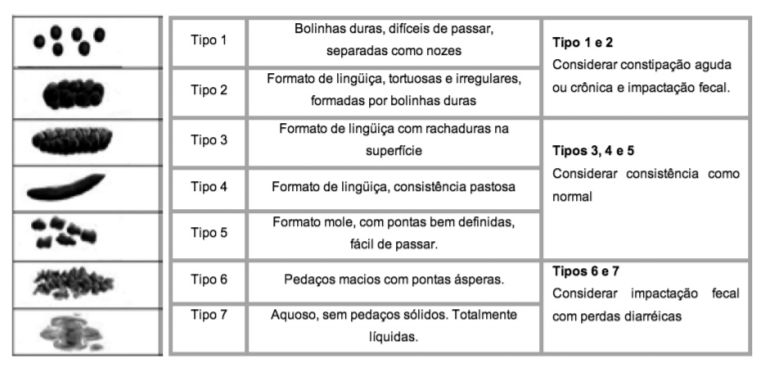 Tipo 1
Bolinhas duras, difíceis de passar,
separadas como nozes
Tipo 1 e 2
Considerar constipação aguda
ou crônica e impactação fecal.
Tipo 2
Formato de lingüiça, tortuosas e irregulares,
formadas por bolinhas duras
Tipo 3
Formato de lingüiça com rachaduras na
superfície
Tipos 3, 4 e 5
Considerar consistência como
normal
Tipo 4
Formato de lingüiça, consistência pastosa
Tipo 5
Formato mole, com pontas bem definidas,
fácil de passar.
Tipo 6
Pedaços macios com pontas ásperas.
Tipos 6 e 7
Considerar impactação fecal
com perdas diarréicas
Tipo 7
Aquoso, sem pedaços sólidos. Totalmente
líquidas.